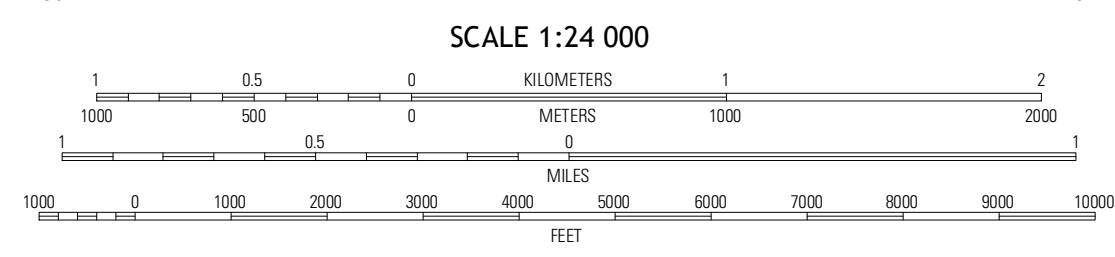 SCALE 1:24 000
1 0.5 0 KILOMETERS 1 2
1000 500 0 METERS 1000 2000
1 0.5 0 1
MILES
1000 0 1000 2000 3000 4000 5000 6000 7000 8000 9000 10000
FEET